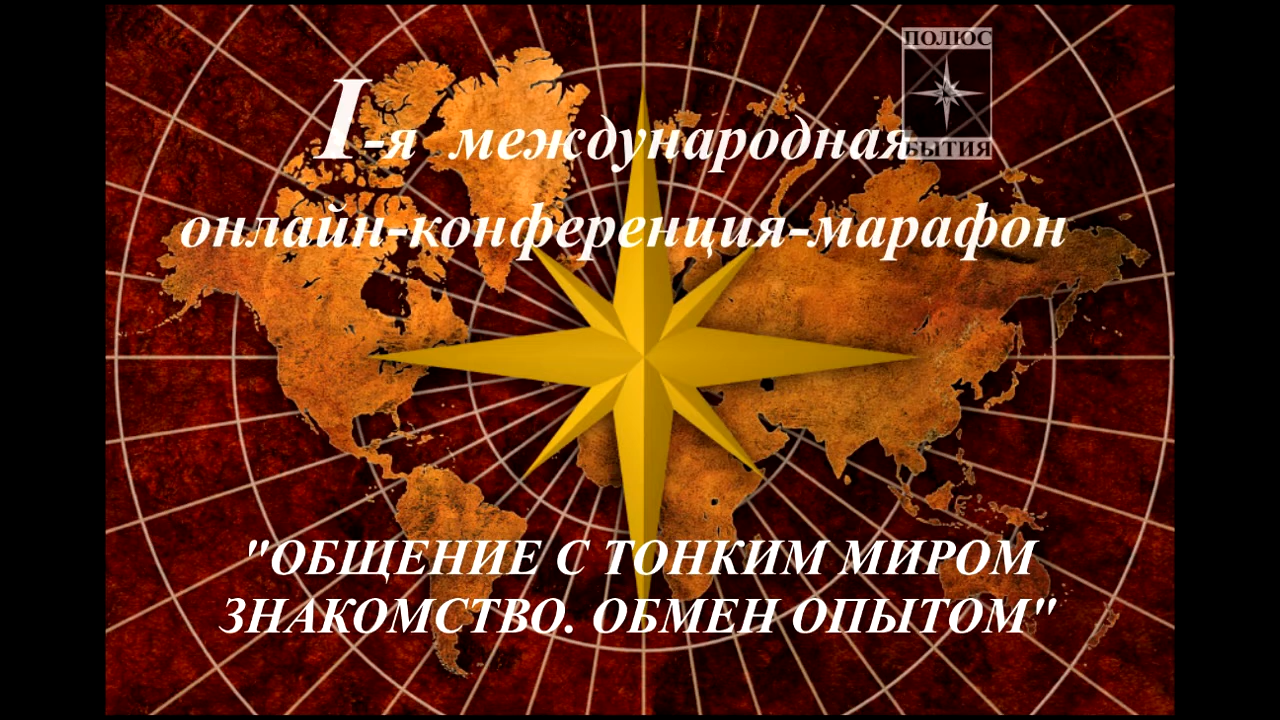 ПОЛЮС
БЫТИЯ
I-я международная
онлайн-конференция-марафон
"ОБЩЕНИЕ С ТОНКИМ МИРОМ
ЗНАКОМСТВО. ОБМЕН ОПЫТОМ"